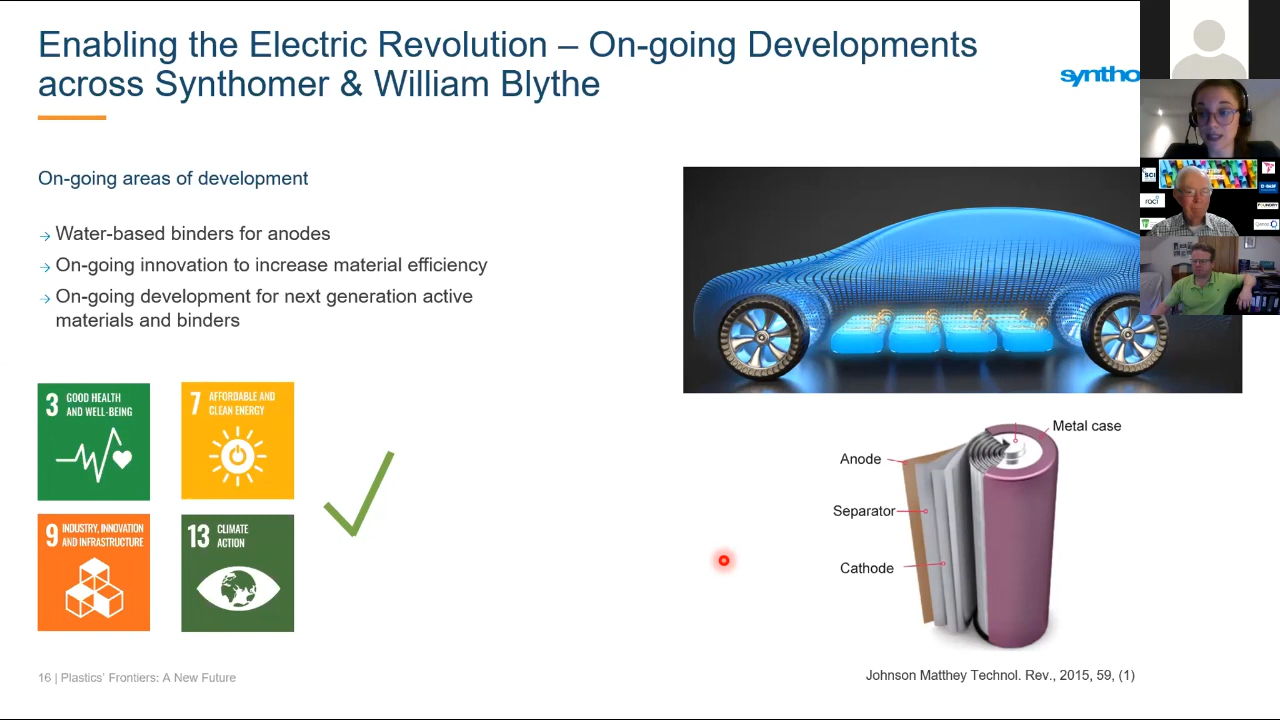 Enabling the Electric Revolution – On-going Developments
across Synthomer & William Blythe
syntho
On-going areas of development
→ Water-based binders for anodes
→ On-going innovation to increase material efficiency
→ On-going development for next generation active
materials and binders
3 GOOD HEALTH
AND WELL-BEING
7 AFFORDABLE AND
CLEAN ENERGY
9 INDUSTRY, INNOVATION
AND INFRASTRUCTURE
13 CLIMATE
ACTION
Metal case
Anode
Separator
Cathode
SCI
raci
BASF
16 | Plastics’ Frontiers: A New Future
Johnson Matthey Technol. Rev., 2015, 59, (1)